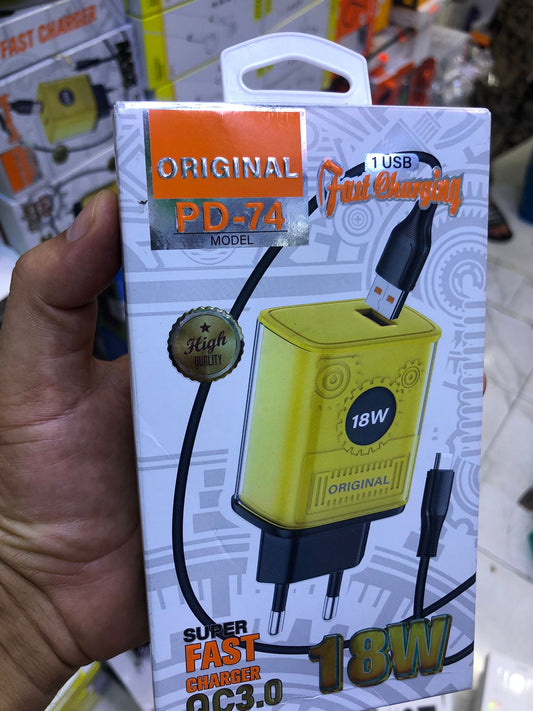 FAST CHARGER
ORIGINAL
PD-74
MODEL
1 USB
Fast Charging
High
QUALITY
18W
ORIGINAL
SUPER
FAST
CHARGER
QC3.0
18W